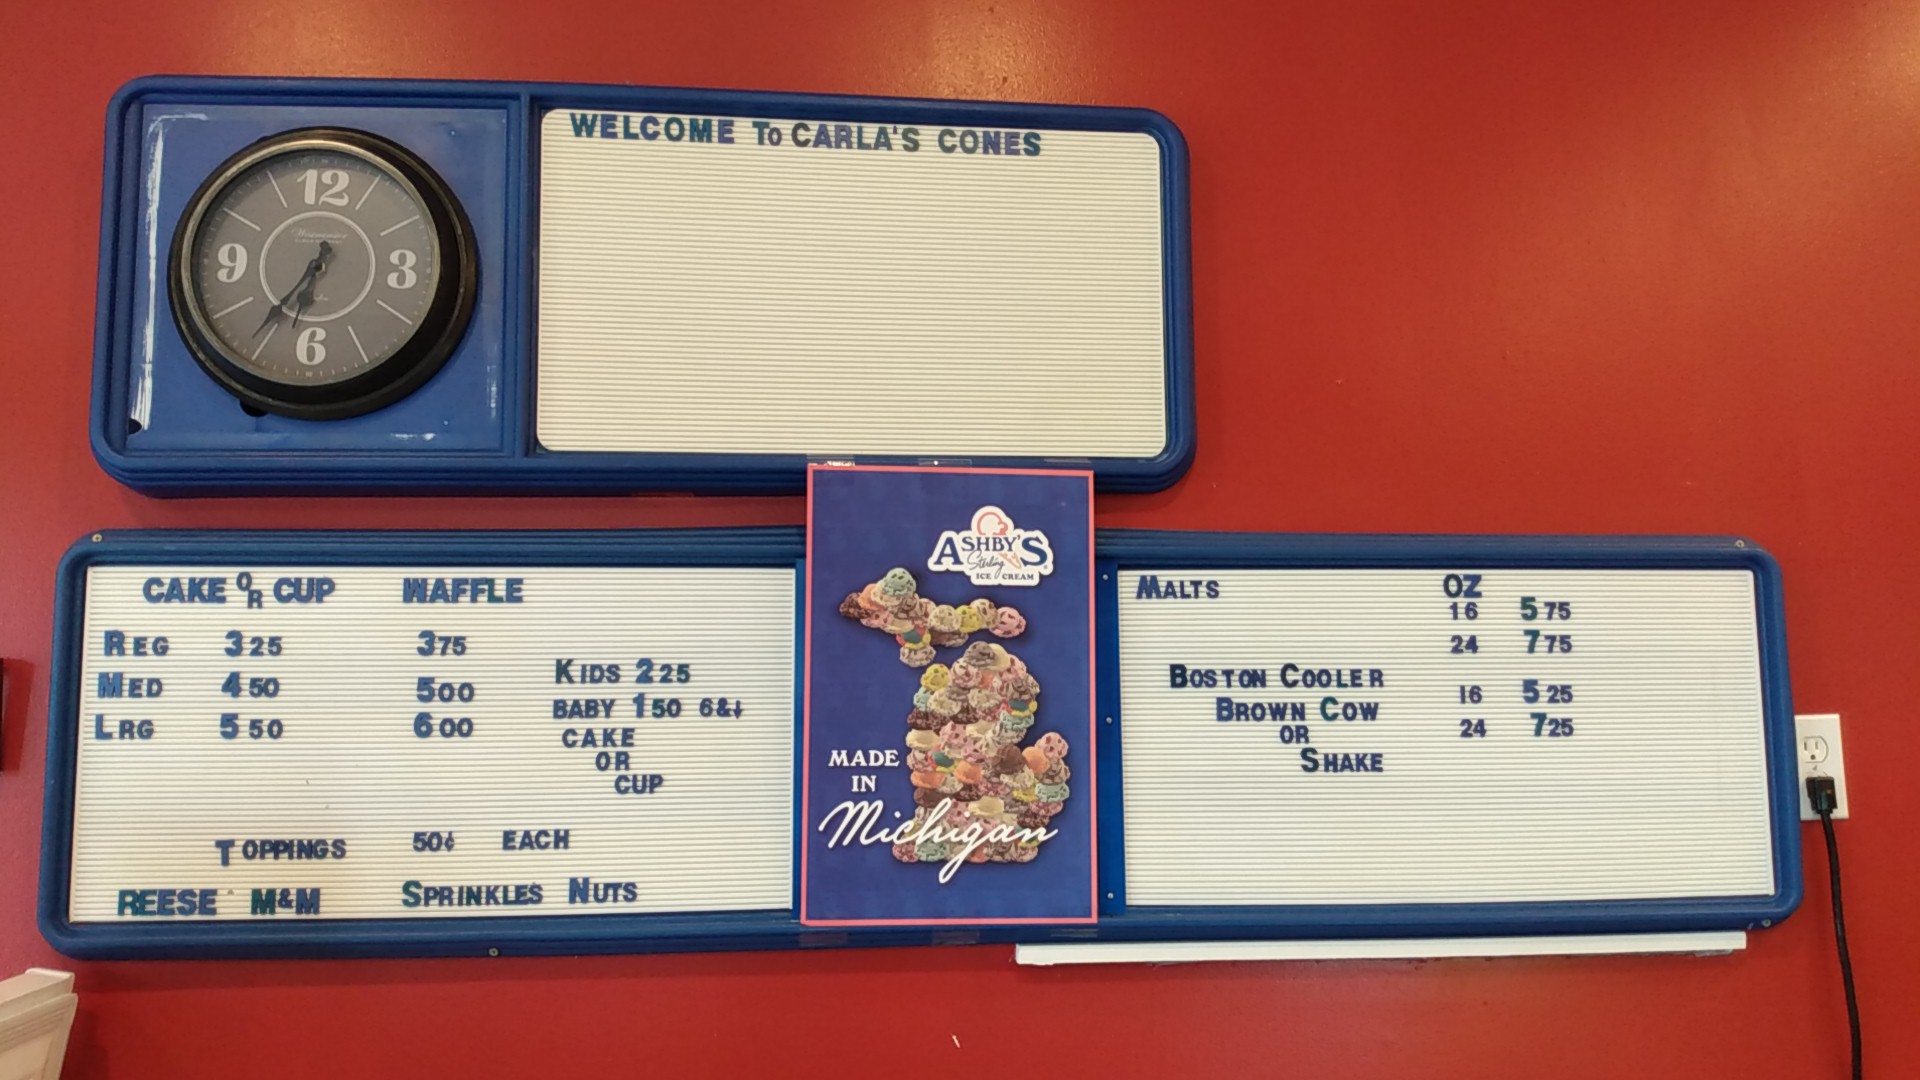 WELCOME To CARLA'S CONES
12
Westminster
9 3
6
CAKE OR CUP WAFFLE
REG 325 375
MED 450 500
LRG 550 600
KIDS 225
BABY 150 6&↓
CAKE
OR
CUP
TOPPINGS 50¢ EACH
REESE M&M SPRINKLES NUTS
ASHBY'S
Sterling
ICE CREAM
MADE
IN
Michigan
MALTS OZ
16 575
24 775
BOSTON COOLER 16 525
BROWN COW 24 725
OR
SHAKE